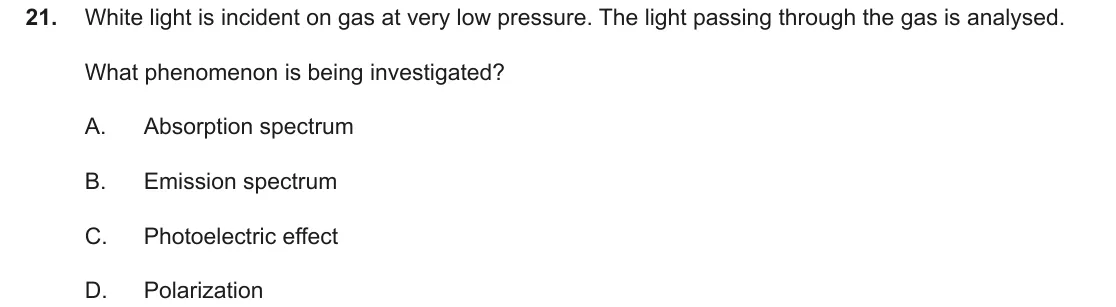 21. White light is incident on gas at very low pressure. The light passing through the gas is analysed.
What phenomenon is being investigated?
A. Absorption spectrum
B. Emission spectrum
C. Photoelectric effect
D. Polarization